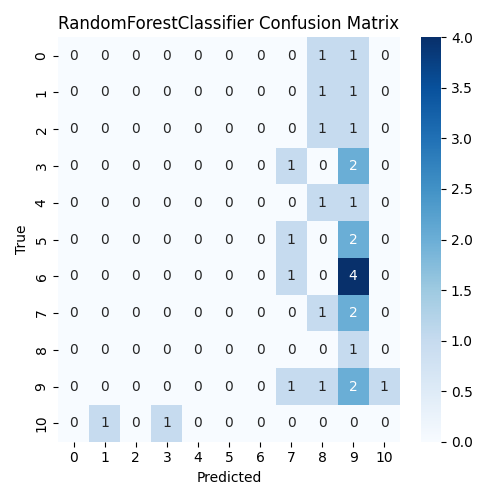 RandomForestClassifier Confusion Matrix
0 0 0 0 0 0 0 0 0 1 1 0
1 0 0 0 0 0 0 0 0 1 1 0
2 0 0 0 0 0 0 0 0 1 1 0
3 0 0 0 0 0 0 0 1 0 2 0
4 0 0 0 0 0 0 0 0 1 1 0
5 0 0 0 0 0 0 0 1 0 2 0
6 0 0 0 0 0 0 0 1 0 4 0
7 0 0 0 0 0 0 0 0 1 2 0
8 0 0 0 0 0 0 0 0 0 1 0
9 0 0 0 0 0 0 0 1 1 2 1
10 0 1 0 1 0 0 0 0 0 0 0
0 1 2 3 4 5 6 7 8 9 10
Predicted
True
4.0
3.5
3.0
2.5
2.0
1.5
1.0
0.5
0.0